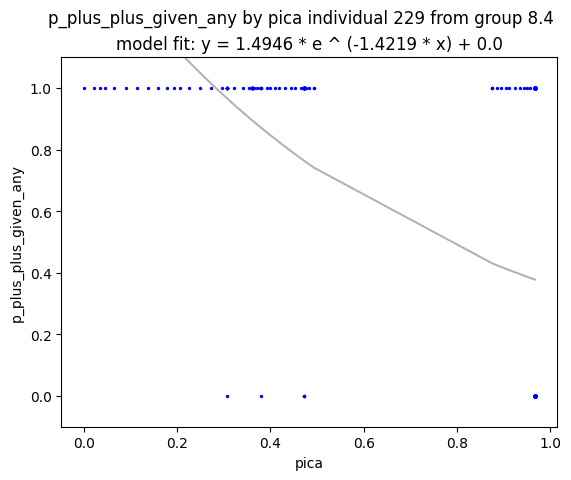 p_plus_plus_given_any by pica individual 229 from group 8.4
model fit: y = 1.4946 * e ^ (-1.4219 * x) + 0.0
1.0
0.8
0.6
0.4
0.2
0.0
p_plus_plus_given_any
0.0 0.2 0.4 0.6 0.8 1.0
pica